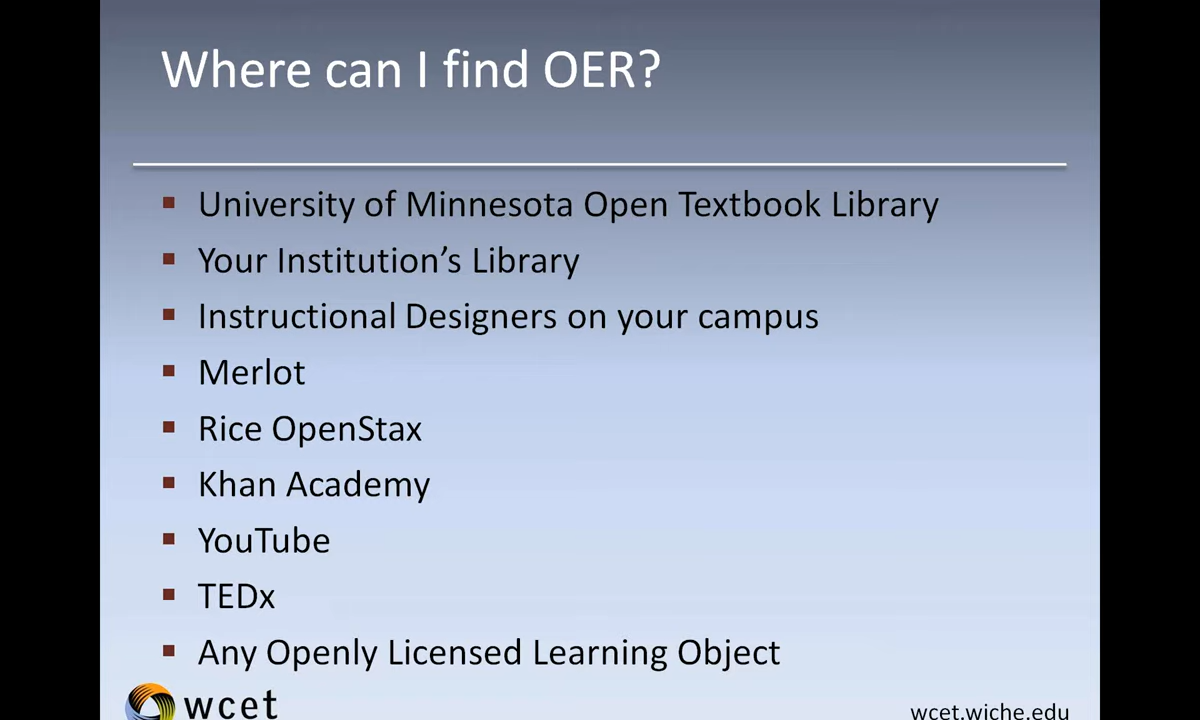 Where can I find OER?
University of Minnesota Open Textbook Library
Your Institution’s Library
Instructional Designers on your campus
Merlot
Rice OpenStax
Khan Academy
YouTube
TEDx
Any Openly Licensed Learning Object
wcet
wcet.wiche.edu